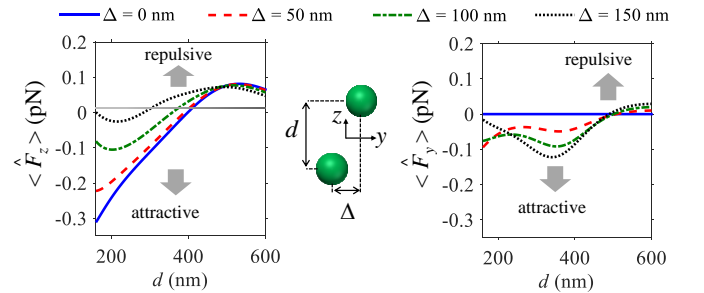 Δ = 0 nm Δ = 50 nm Δ = 100 nm Δ = 150 nm
0.2
0.1
0
-0.1
-0.2
-0.3
200 400 600
d (nm)
< F̂z > (pN)
repulsive
attractive
d
z
y
Δ
0.2
0.1
0
-0.1
-0.2
-0.3
200 400 600
d (nm)
< F̂y > (pN)
repulsive
attractive